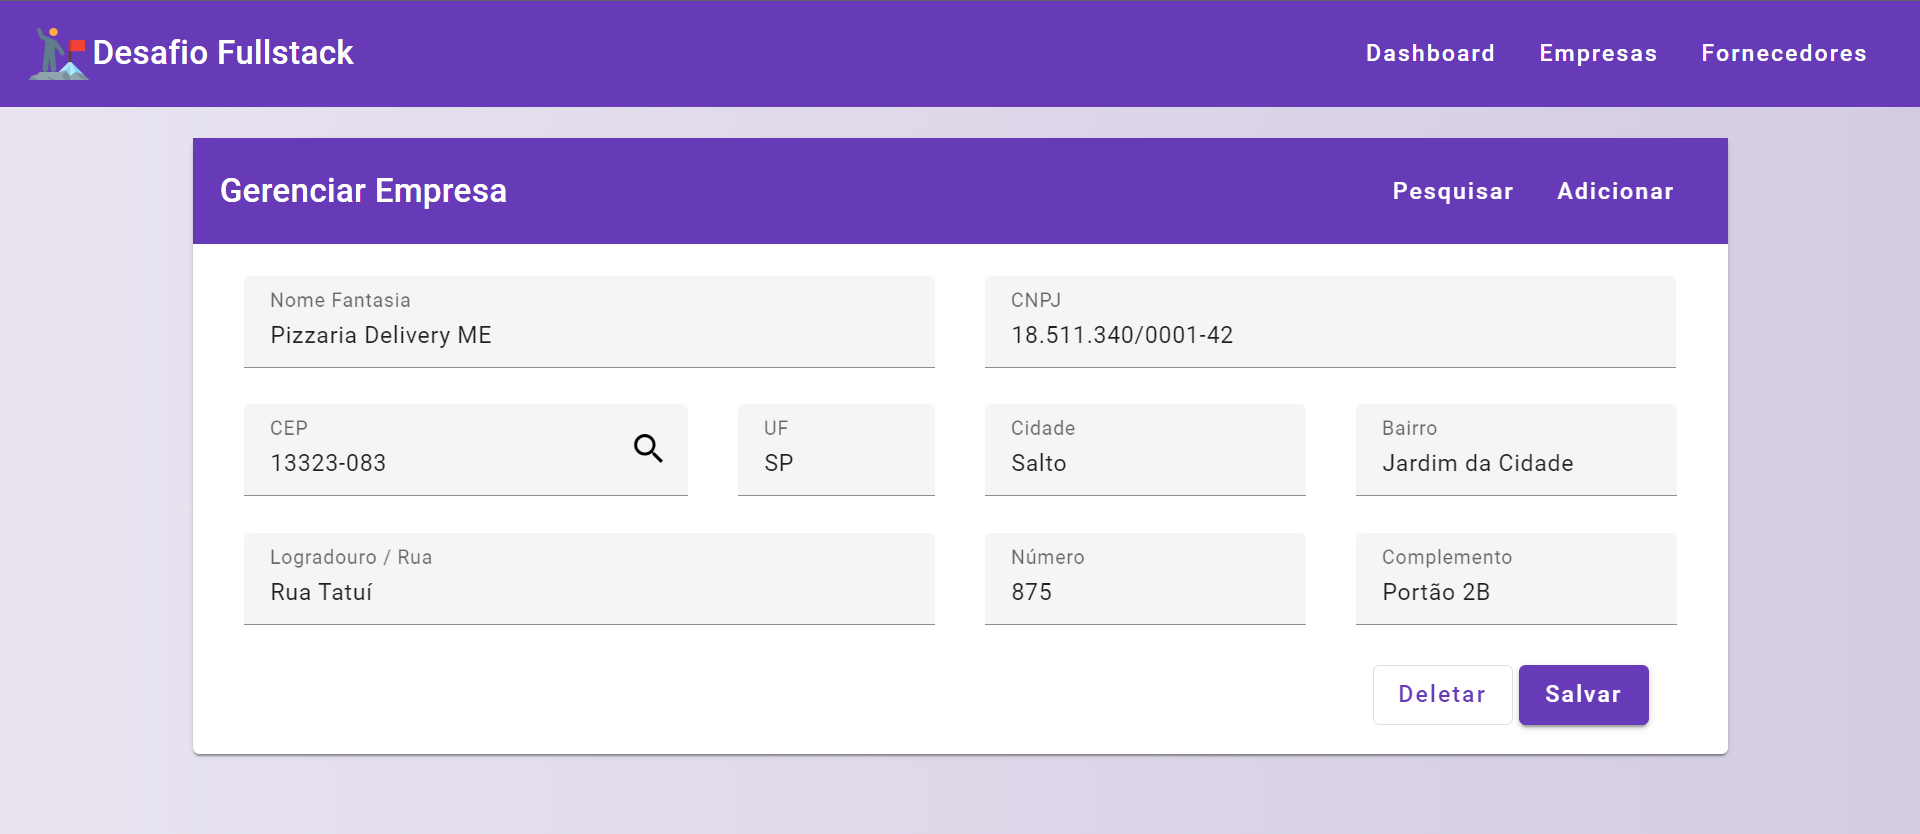 Desafio Fullstack
Dashboard Empresas Fornecedores
Gerenciar Empresa
Pesquisar Adicionar
Nome Fantasia
Pizzaria Delivery ME
CNPJ
18.511.340/0001-42
CEP
13323-083
UF
SP
Cidade
Salto
Bairro
Jardim da Cidade
Logradouro / Rua
Rua Tatuí
Número
875
Complemento
Portão 2B
Deletar Salvar